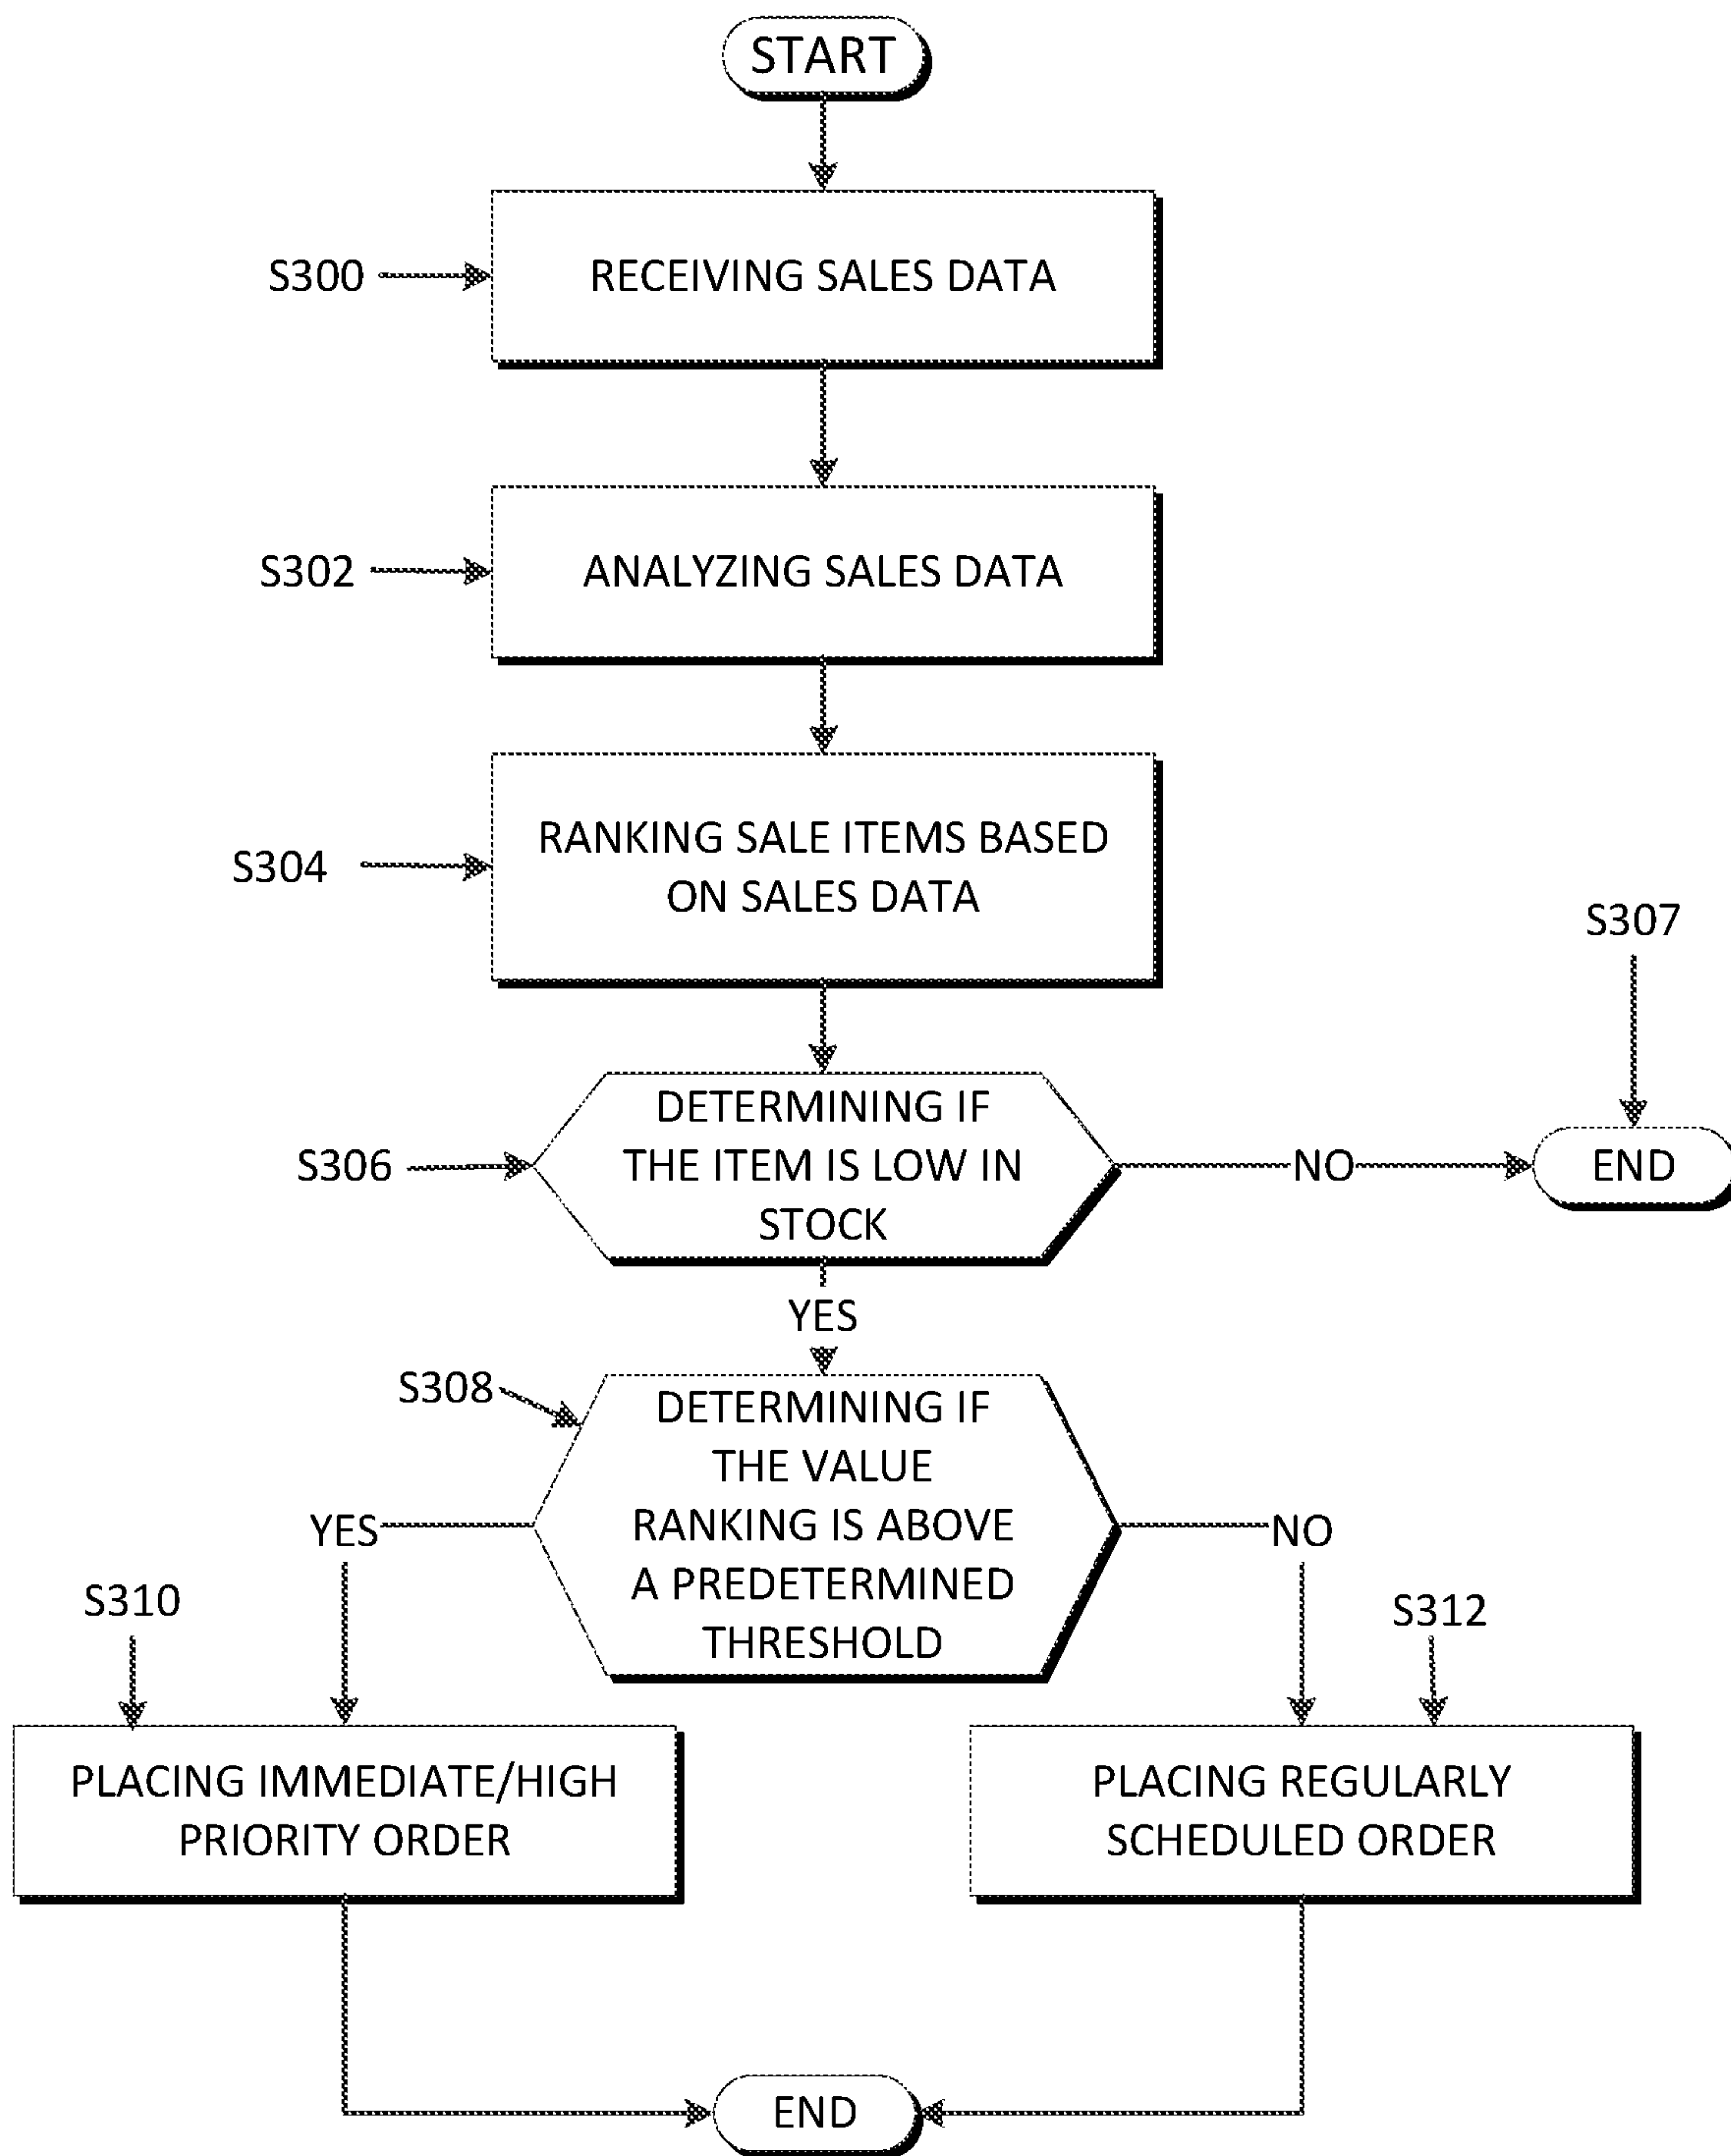 START
S300
RECEIVING SALES DATA
S302
ANALYZING SALES DATA
S304
RANKING SALE ITEMS BASED
ON SALES DATA
S307
S306
DETERMINING IF
THE ITEM IS LOW IN
STOCK
NO
END
YES
S308
DETERMINING IF
THE VALUE
RANKING IS ABOVE
A PREDETERMINED
THRESHOLD
YES
NO
S310
S312
PLACING IMMEDIATE/HIGH
PRIORITY ORDER
PLACING REGULARLY
SCHEDULED ORDER
END